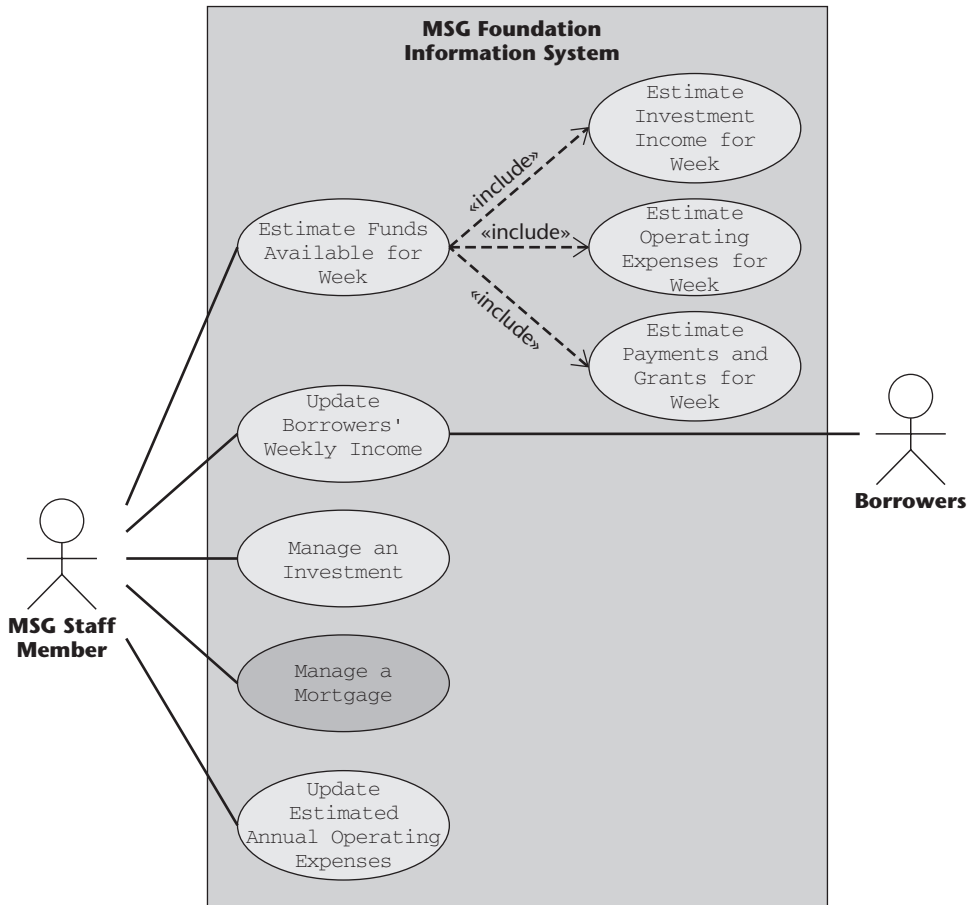 MSG Foundation
Information System
Estimate
Investment
Income for
Week
«include»
Estimate Funds
Available for
Week
«include»
Estimate
Operating
Expenses for
Week
«include»
Estimate
Payments and
Grants for
Week
Update
Borrowers'
Weekly Income
Borrowers
Manage an
Investment
MSG Staff
Member
Manage a
Mortgage
Update
Estimated
Annual Operating
Expenses